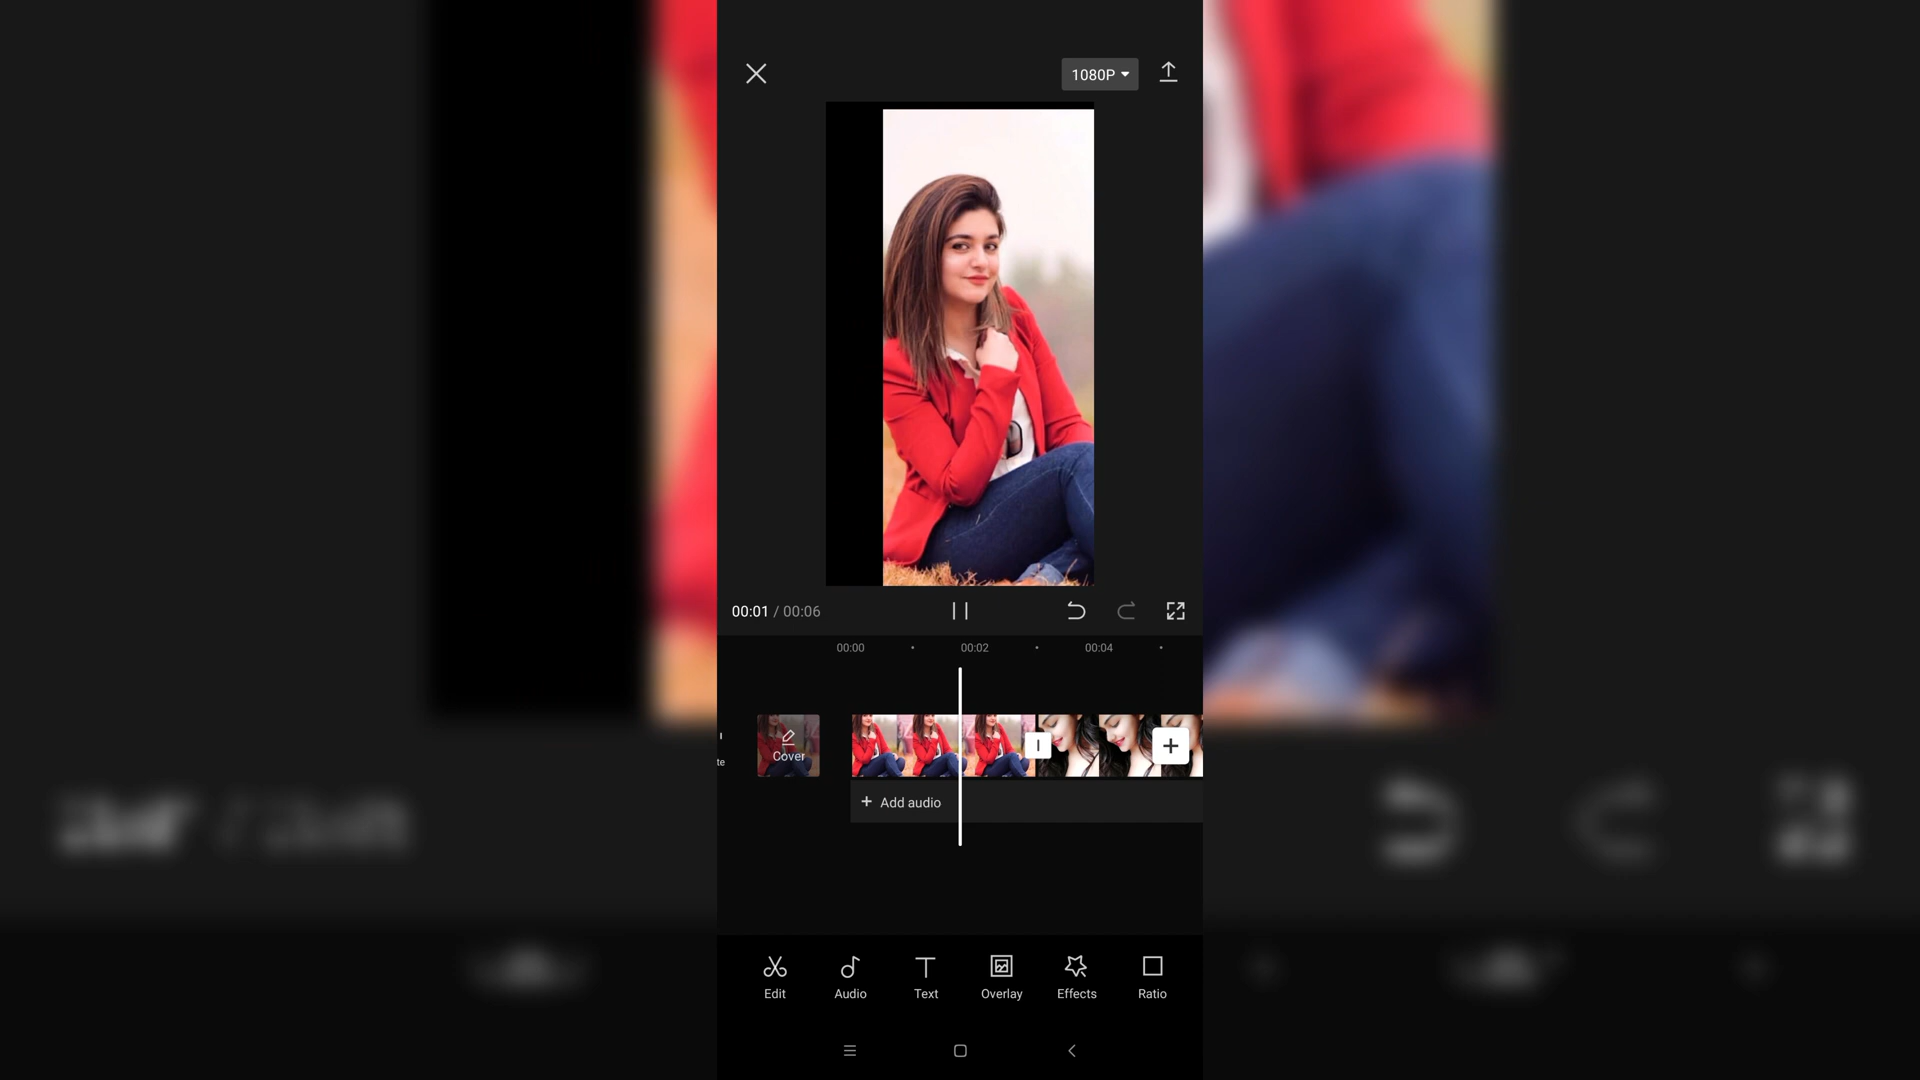 1080P
00:01 / 00:06
00:00
00:02
00:04
te
Cover
+ Add audio
Edit
Audio
Text
Overlay
Effects
Ratio